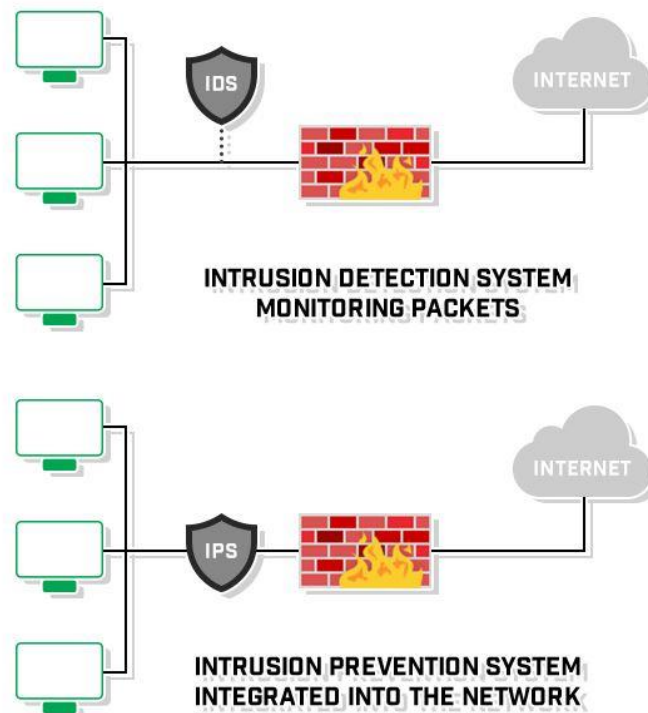 IDS
INTERNET
INTRUSION DETECTION SYSTEM
MONITORING PACKETS
INTERNET
IPS
INTRUSION PREVENTION SYSTEM
INTEGRATED INTO THE NETWORK